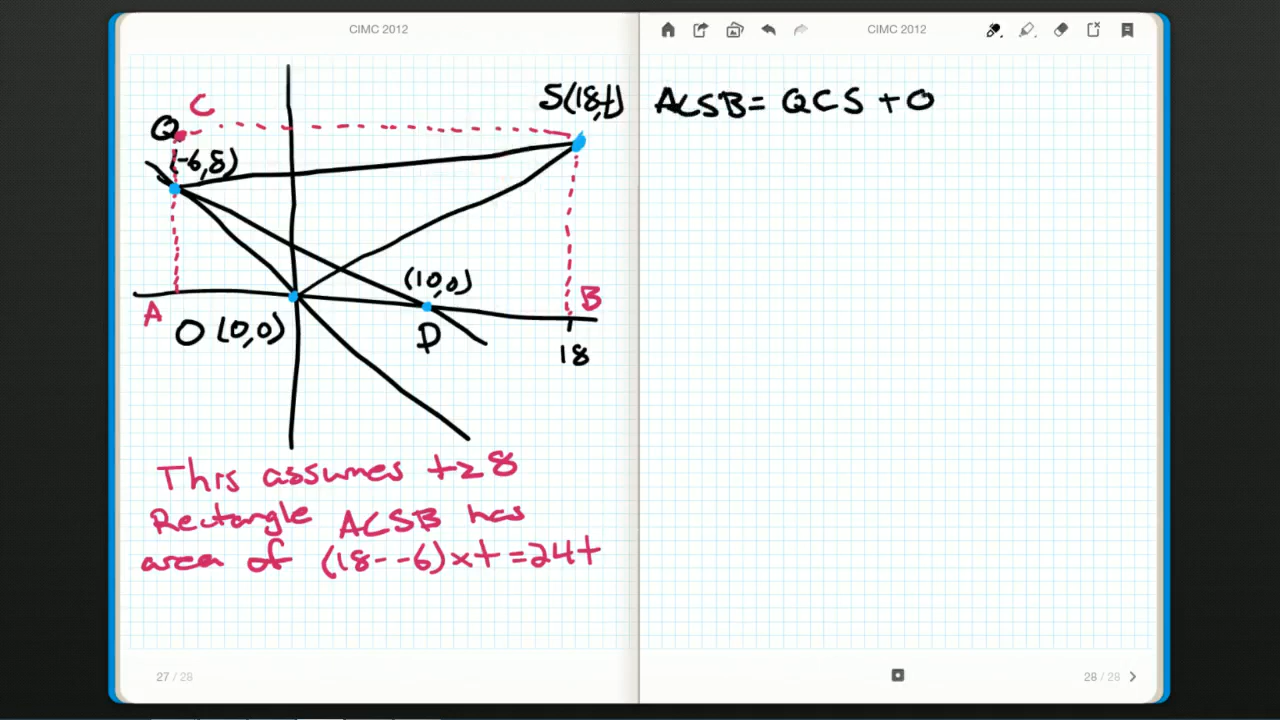 CIMC 2012
CIMC 2012
S(18,t)
C
Q
(-6,8)
(10,0)
A
B
O (0,0)
D
18
This assumes t≥8
Rectangle ACSB has
area of (18--6)×t=24t
27 / 28
ACSB= QCS + O
28 / 28